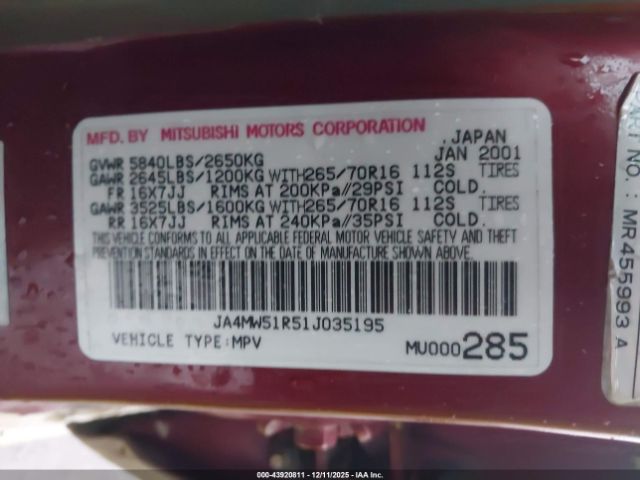 MFD. BY MITSUBISHI MOTORS CORPORATION
, JAPAN
GVWR 5840LBS/2650KG JAN 2001
GAWR 2645LBS/1200KG WITH265/70R16 112S TIRES
FR 16X7JJ RIMS AT 200KPa//29PSI COLD.
GAWR 3525LBS/1600KG WITH265/70R16 112S TIRES
RR 16X7JJ RIMS AT 240KPa//35PSI COLD.
THIS VEHICLE CONFORMS TO ALL APPLICABLE FEDERAL MOTOR VEHICLE SAFETY AND THEFT
PREVENTION STANDARDS IN EFFECT ON THE DATE OF MANUFACTURE SHOWN ABOVE.
JA4MW51R51J035195
VEHICLE TYPE:MPV MU000285
MR455993 A
000-43920811 - 12/11/2025 - IAA Inc.